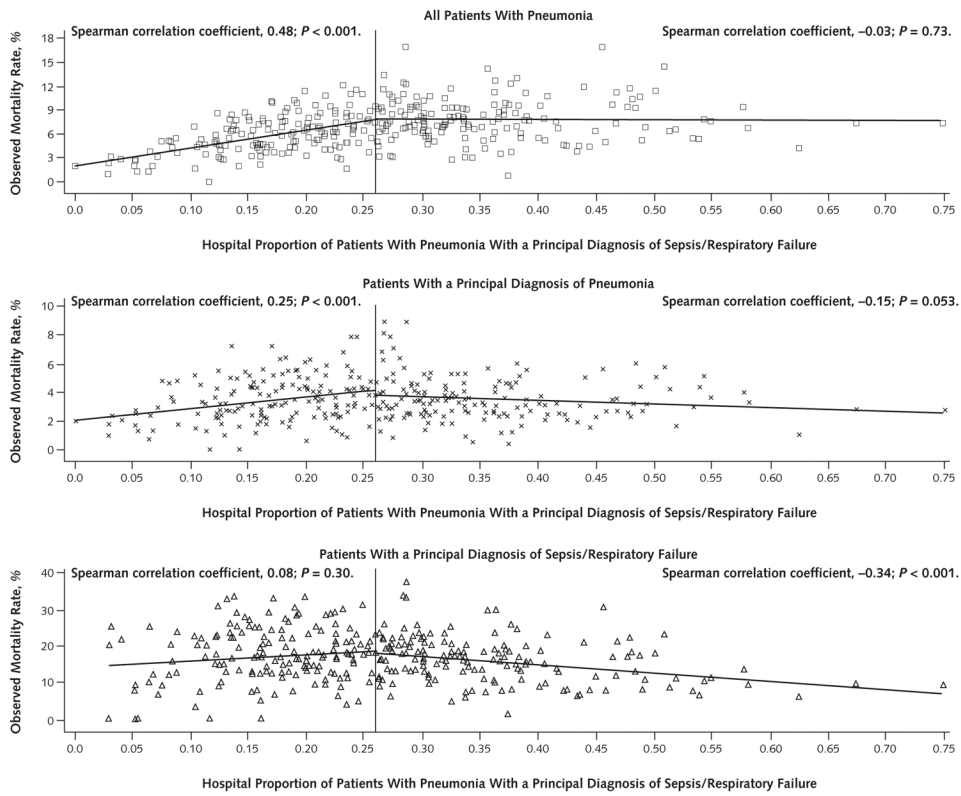 All Patients With Pneumonia
Spearman correlation coefficient, 0.48; P < 0.001.
Spearman correlation coefficient, –0.03; P = 0.73.
Observed Mortality Rate, %
18
15
12
9
6
3
0
0.0 0.05 0.10 0.15 0.20 0.25 0.30 0.35 0.40 0.45 0.50 0.55 0.60 0.65 0.70 0.75
Hospital Proportion of Patients With Pneumonia With a Principal Diagnosis of Sepsis/Respiratory Failure
Patients With a Principal Diagnosis of Pneumonia
Spearman correlation coefficient, 0.25; P < 0.001.
Spearman correlation coefficient, –0.15; P = 0.053.
Observed Mortality Rate, %
10
8
6
4
2
0
0.0 0.05 0.10 0.15 0.20 0.25 0.30 0.35 0.40 0.45 0.50 0.55 0.60 0.65 0.70 0.75
Hospital Proportion of Patients With Pneumonia With a Principal Diagnosis of Sepsis/Respiratory Failure
Patients With a Principal Diagnosis of Sepsis/Respiratory Failure
Spearman correlation coefficient, 0.08; P = 0.30.
Spearman correlation coefficient, –0.34; P < 0.001.
Observed Mortality Rate, %
40
30
20
10
0
0.0 0.05 0.10 0.15 0.20 0.25 0.30 0.35 0.40 0.45 0.50 0.55 0.60 0.65 0.70 0.75
Hospital Proportion of Patients With Pneumonia With a Principal Diagnosis of Sepsis/Respiratory Failure